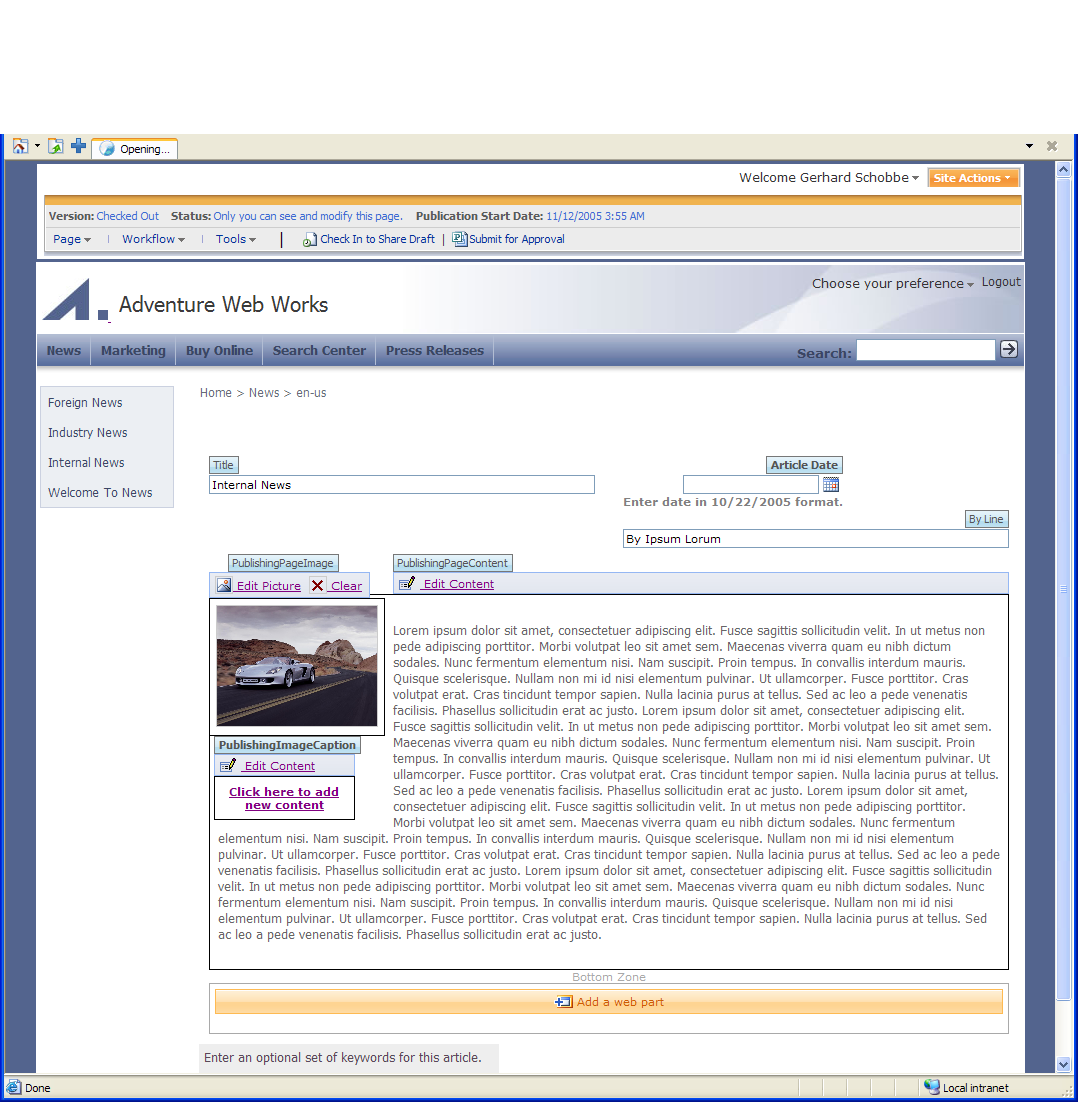 Opening...
Welcome Gerhard Schobbe
Site Actions
Version: Checked Out Status: Only you can see and modify this page. Publication Start Date: 11/12/2005 3:55 AM
Page Workflow Tools Check In to Share Draft Submit for Approval
Choose your preference Logout
Adventure Web Works
News Marketing Buy Online Search Center Press Releases Search:
Home > News > en-us
Foreign News
Industry News
Internal News
Welcome To News
Title
Internal News
Article Date
Enter date in 10/22/2005 format.
By Line
By Ipsum Lorum
PublishingPageImage
Edit Picture Clear
PublishingPageContent
Edit Content
Lorem ipsum dolor sit amet, consectetuer adipiscing elit. Fusce sagittis sollicitudin velit. In ut metus non
pede adipiscing porttitor. Morbi volutpat leo sit amet sem. Maecenas viverra quam eu nibh dictum
sodales. Nunc fermentum elementum nisi. Nam suscipit. Proin tempus. In convallis interdum mauris.
Quisque scelerisque. Nullam non mi id nisi elementum pulvinar. Ut ullamcorper. Fusce porttitor. Cras
volutpat erat. Cras tincidunt tempor sapien. Nulla lacinia purus at tellus. Sed ac leo a pede venenatis
facilisis. Phasellus sollicitudin erat ac justo. Lorem ipsum dolor sit amet, consectetuer adipiscing elit.
Fusce sagittis sollicitudin velit. In ut metus non pede adipiscing porttitor. Morbi volutpat leo sit amet sem.
Maecenas viverra quam eu nibh dictum sodales. Nunc fermentum elementum nisi. Nam suscipit. Proin
tempus. In convallis interdum mauris. Quisque scelerisque. Nullam non mi id nisi elementum pulvinar. Ut
ullamcorper. Fusce porttitor. Cras volutpat erat. Cras tincidunt tempor sapien. Nulla lacinia purus at tellus.
Sed ac leo a pede venenatis facilisis. Phasellus sollicitudin erat ac justo. Lorem ipsum dolor sit amet,
consectetuer adipiscing elit. Fusce sagittis sollicitudin velit. In ut metus non pede adipiscing porttitor.
Morbi volutpat leo sit amet sem. Maecenas viverra quam eu nibh dictum sodales. Nunc fermentum
elementum nisi. Nam suscipit. Proin tempus. In convallis interdum mauris. Quisque scelerisque. Nullam non mi id nisi elementum
pulvinar. Ut ullamcorper. Fusce porttitor. Cras volutpat erat. Cras tincidunt tempor sapien. Nulla lacinia purus at tellus. Sed ac leo a pede
venenatis facilisis. Phasellus sollicitudin erat ac justo. Lorem ipsum dolor sit amet, consectetuer adipiscing elit. Fusce sagittis sollicitudin
velit. In ut metus non pede adipiscing porttitor. Morbi volutpat leo sit amet sem. Maecenas viverra quam eu nibh dictum sodales. Nunc
fermentum elementum nisi. Nam suscipit. Proin tempus. In convallis interdum mauris. Quisque scelerisque. Nullam non mi id nisi
elementum pulvinar. Ut ullamcorper. Fusce porttitor. Cras volutpat erat. Cras tincidunt tempor sapien. Nulla lacinia purus at tellus. Sed
ac leo a pede venenatis facilisis. Phasellus sollicitudin erat ac justo.
PublishingImageCaption
Edit Content
Click here to add
new content
Bottom Zone
Add a web part
Enter an optional set of keywords for this article.
Done
Local intranet